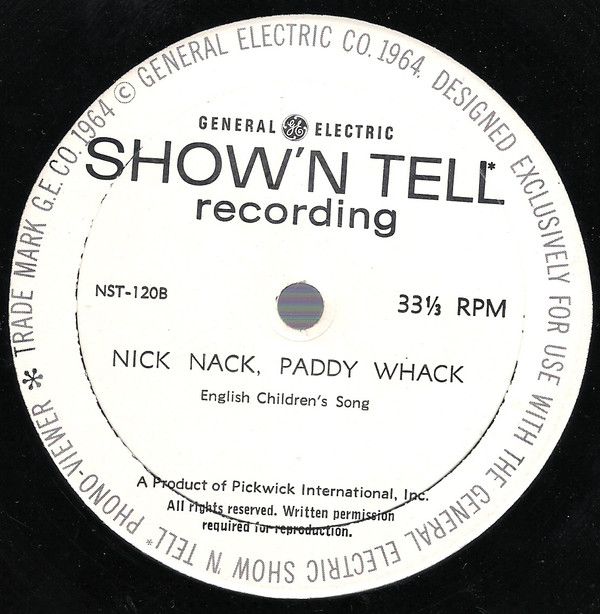 © GENERAL ELECTRIC CO. 1964. DESIGNED EXCLUSIVELY FOR USE WITH THE GENERAL ELECTRIC SHOW 'N TELL* PHONO-VIEWER * TRADE MARK G.E. CO. 1964
GENERAL GE ELECTRIC
SHOW'N TELL*
recording
NST-120B
33⅓ RPM
NICK NACK, PADDY WHACK
English Children's Song
A Product of Pickwick International, Inc.
All rights reserved. Written permission
required for reproduction.